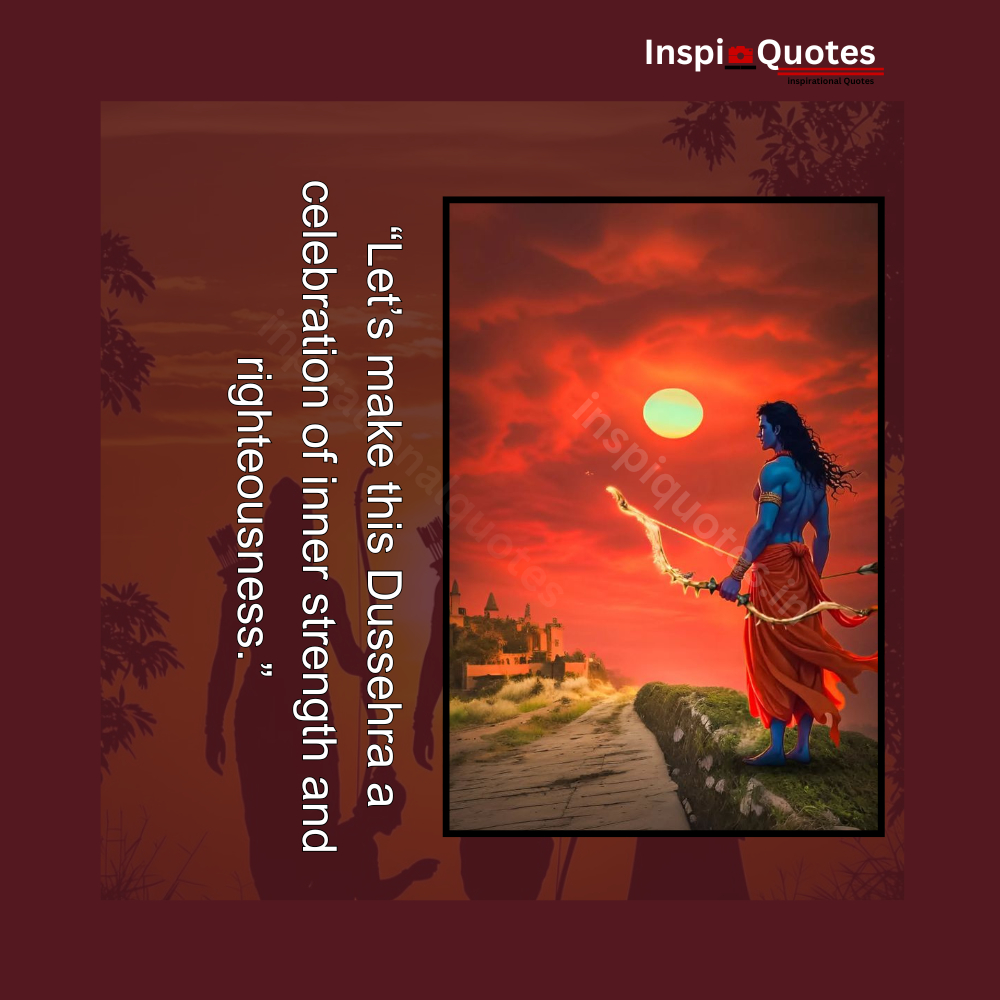 Inspi Quotes
inspirational Quotes
“Let’s make this Dussehra a
celebration of inner strength and
righteousness.”
inspirationalquotes
inspiquotes.in